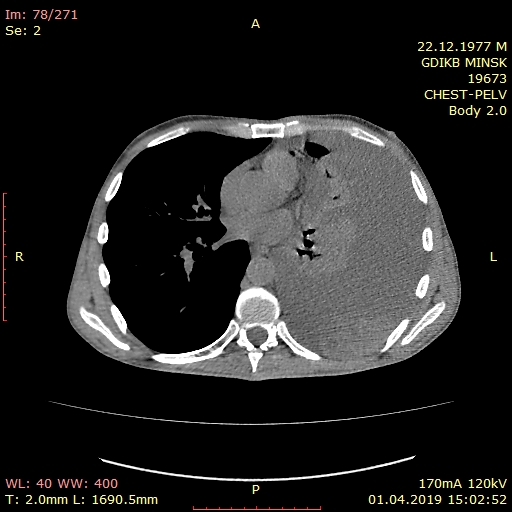 Im: 78/271
Se: 2
A
22.12.1977 M
GDIKB MINSK
19673
CHEST-PELV
Body 2.0
R
L
WL: 40 WW: 400
T: 2.0mm L: 1690.5mm
P
170mA 120kV
01.04.2019 15:02:52